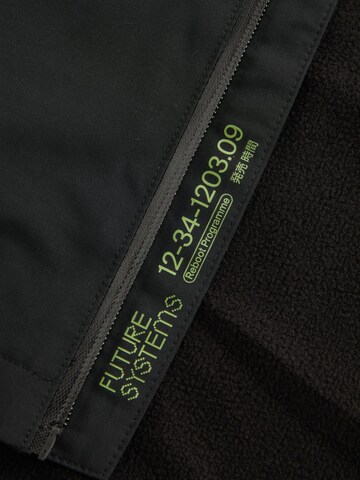 FUTURE
SYSTEMS
12-34-1203.09
Reboot Programme
発売 時間